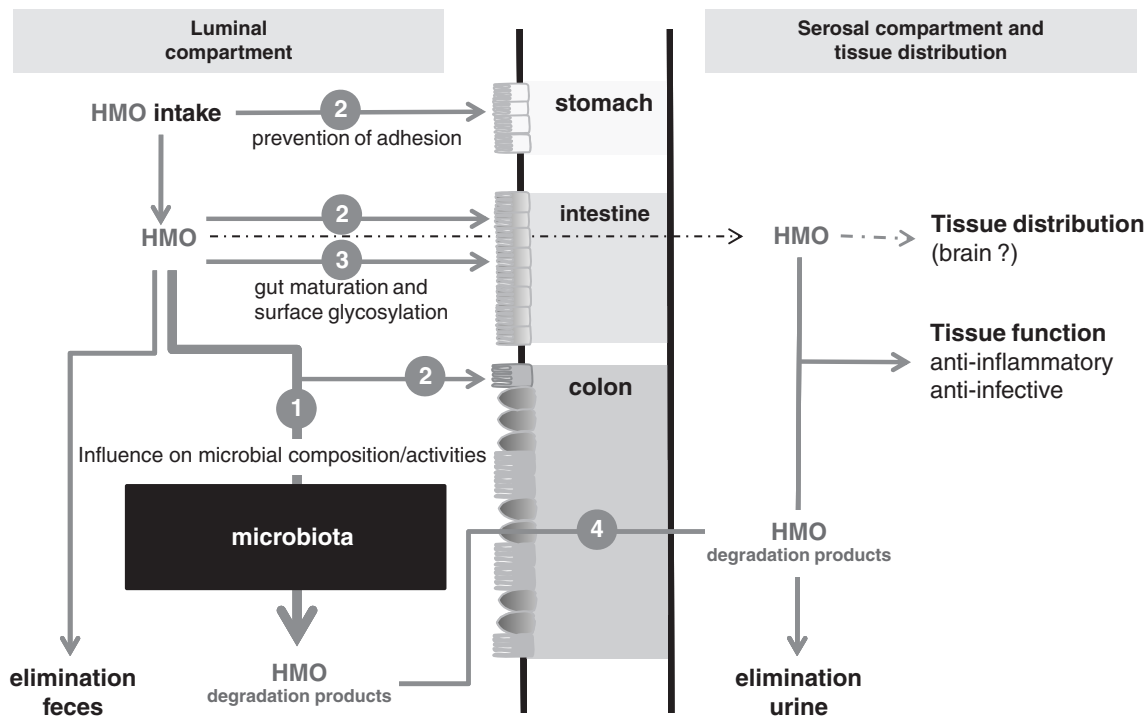 Luminal
compartment
Serosal compartment and
tissue distribution
HMO intake
2
prevention of adhesion
stomach
HMO
2
3
gut maturation and
surface glycosylation
intestine
HMO
Tissue distribution
(brain ?)
Tissue function
anti-inflammatory
anti-infective
2
colon
1
Influence on microbial composition/activities
microbiota
4
HMO
degradation products
HMO
degradation products
elimination
feces
elimination
urine